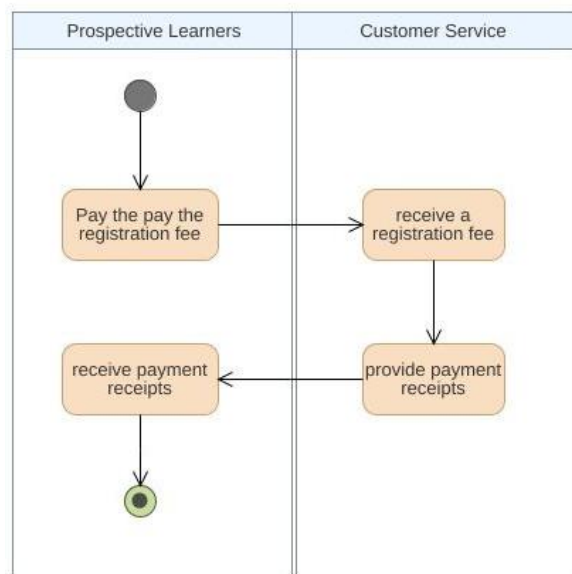 Prospective Learners
Customer Service
Pay the pay the
registration fee
receive a
registration fee
receive payment
receipts
provide payment
receipts